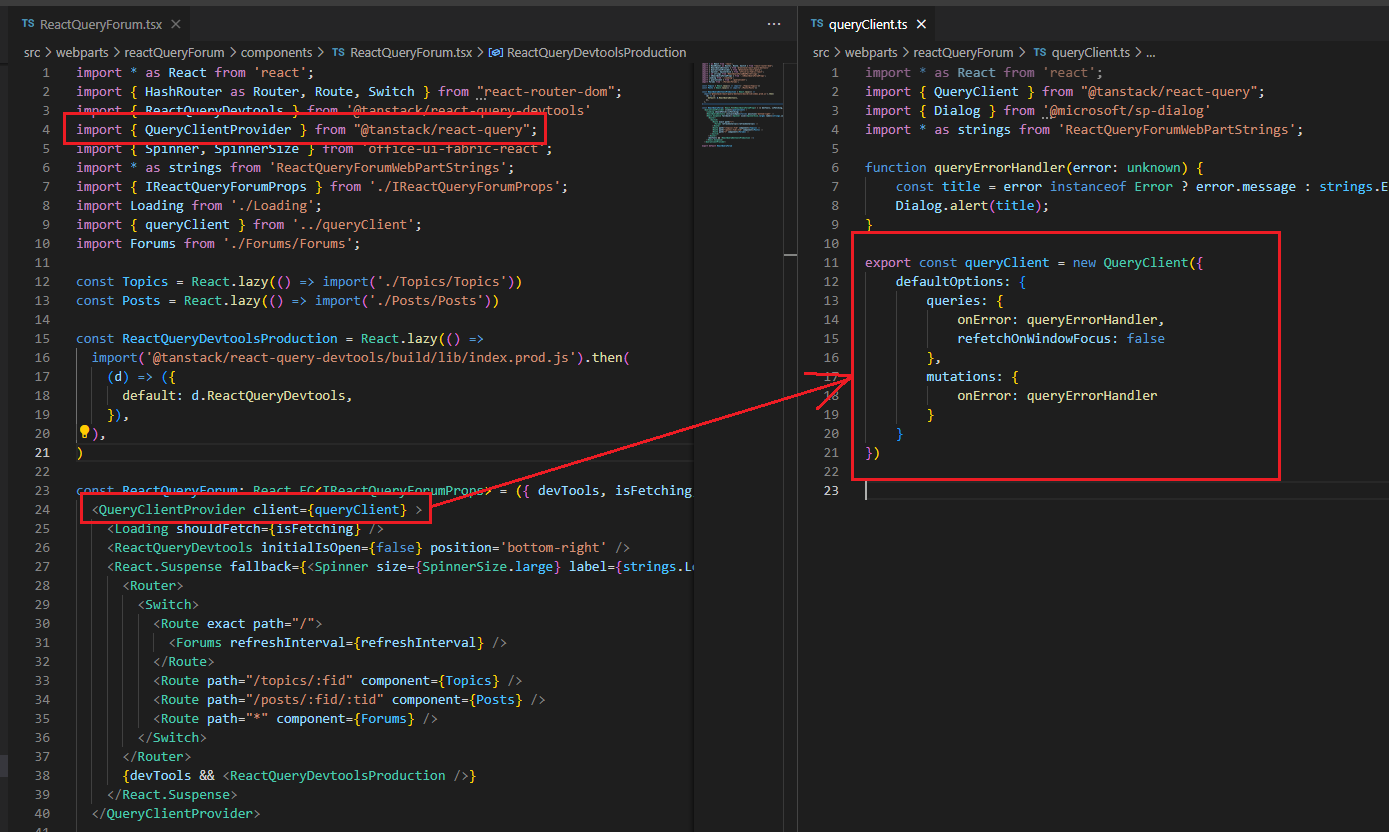 TS ReactQueryForum.tsx ×
src > webparts > reactQueryForum > components > TS ReactQueryForum.tsx > ReactQueryDevtoolsProduction
1 import * as React from 'react';
2 import { HashRouter as Router, Route, Switch } from "react-router-dom";
3 import { ReactQueryDevtools } from '@tanstack/react-query-devtools'
4 import { QueryClientProvider } from "@tanstack/react-query";
5 import { Spinner, SpinnerSize } from 'office-ui-fabric-react';
6 import * as strings from 'ReactQueryForumWebPartStrings';
7 import { IReactQueryForumProps } from './IReactQueryForumProps';
8 import Loading from './Loading';
9 import { queryClient } from '../queryClient';
10 import Forums from './Forums/Forums';
11
12 const Topics = React.lazy(() => import('./Topics/Topics'))
13 const Posts = React.lazy(() => import('./Posts/Posts'))
14
15 const ReactQueryDevtoolsProduction = React.lazy(() =>
16 import('@tanstack/react-query-devtools/build/lib/index.prod.js').then(
17 (d) => ({
18 default: d.ReactQueryDevtools,
19 }),
20 ),
21 )
22
23 const ReactQueryForum: React.FC<IReactQueryForumProps> = ({ devTools, isFetching
24 <QueryClientProvider client={queryClient} >
25 <Loading shouldFetch={isFetching} />
26 <ReactQueryDevtools initialIsOpen={false} position='bottom-right' />
27 <React.Suspense fallback={<Spinner size={SpinnerSize.large} label={strings.L
28 <Router>
29 <Switch>
30 <Route exact path="/">
31 <Forums refreshInterval={refreshInterval} />
32 </Route>
33 <Route path="/topics/:fid" component={Topics} />
34 <Route path="/posts/:fid/:tid" component={Posts} />
35 <Route path="*" component={Forums} />
36 </Switch>
37 </Router>
38 {devTools && <ReactQueryDevtoolsProduction />}
39 </React.Suspense>
40 </QueryClientProvider>
TS queryClient.ts ×
src > webparts > reactQueryForum > TS queryClient.ts > ...
1 import * as React from 'react';
2 import { QueryClient } from "@tanstack/react-query";
3 import { Dialog } from '@microsoft/sp-dialog'
4 import * as strings from 'ReactQueryForumWebPartStrings';
5
6 function queryErrorHandler(error: unknown) {
7 const title = error instanceof Error ? error.message : strings.E
8 Dialog.alert(title);
9 }
10
11 export const queryClient = new QueryClient({
12 defaultOptions: {
13 queries: {
14 onError: queryErrorHandler,
15 refetchOnWindowFocus: false
16 },
17 mutations: {
18 onError: queryErrorHandler
19 }
20 }
21 })
22
23